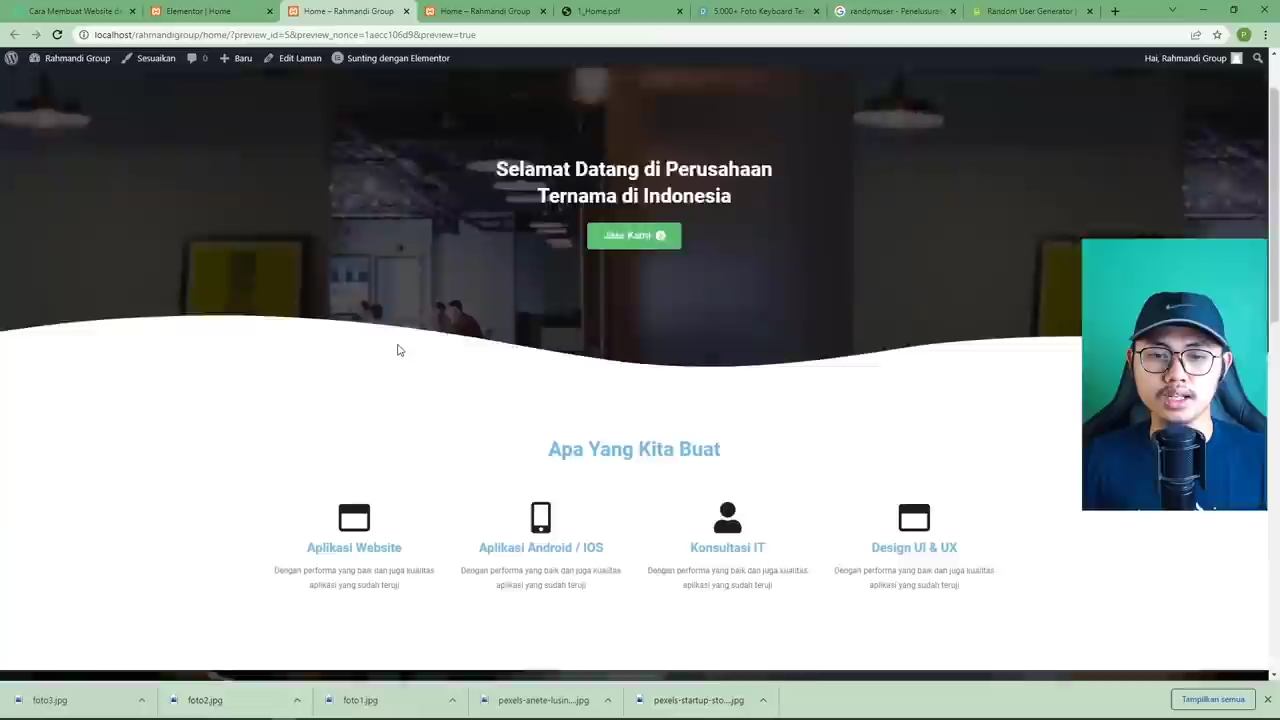 Cara Membuat Website de
Elementor | Home
Home – Rahmandi Group
Home – Rahmandi Group
1_Home.pdf
5.000+ Foto Keyboard Te
randomuser - Penelusura
Random User Generator |
localhost/rahmandigroup/home/?preview_id=5&preview_nonce=1aecc106d9&preview=true
Rahmandi Group
Sesuaikan
0
Baru
Edit Laman
Sunting dengan Elementor
Hai, Rahmandi Group
Selamat Datang di Perusahaan
Ternama di Indonesia
Kami
Apa Yang Kita Buat
Aplikasi Website
Dengan performa yang baik dan juga kualitas
aplikasi yang sudah teruji
Aplikasi Android / IOS
Dengan performa yang baik dan juga kualitas
aplikasi yang sudah teruji
Konsultasi IT
Dengan performa yang baik dan juga kualitas
aplikasi yang sudah teruji
Design UI & UX
Dengan performa yang baik dan juga kualitas
aplikasi yang sudah teruji
foto3.jpg
foto2.jpg
foto1.jpg
pexels-anete-lusin....jpg
pexels-startup-sto....jpg
Tampilkan semua